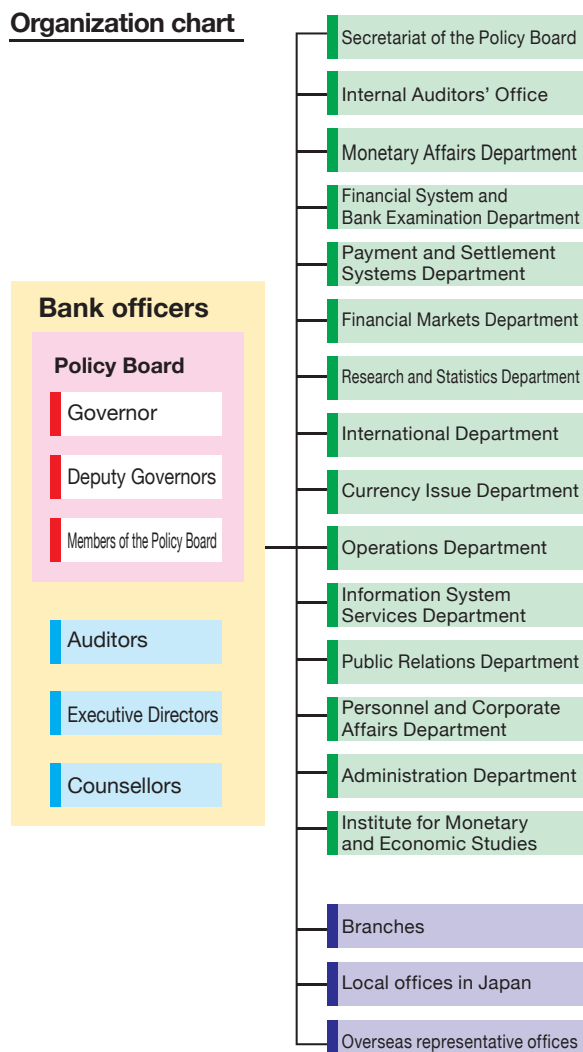 Organization chart
Bank officers
Policy Board
Governor
Deputy Governors
Members of the Policy Board
Auditors
Executive Directors
Counsellors
Secretariat of the Policy Board
Internal Auditors’ Office
Monetary Affairs Department
Financial System and
Bank Examination Department
Payment and Settlement
Systems Department
Financial Markets Department
Research and Statistics Department
International Department
Currency Issue Department
Operations Department
Information System
Services Department
Public Relations Department
Personnel and Corporate
Affairs Department
Administration Department
Institute for Monetary
and Economic Studies
Branches
Local offices in Japan
Overseas representative offices